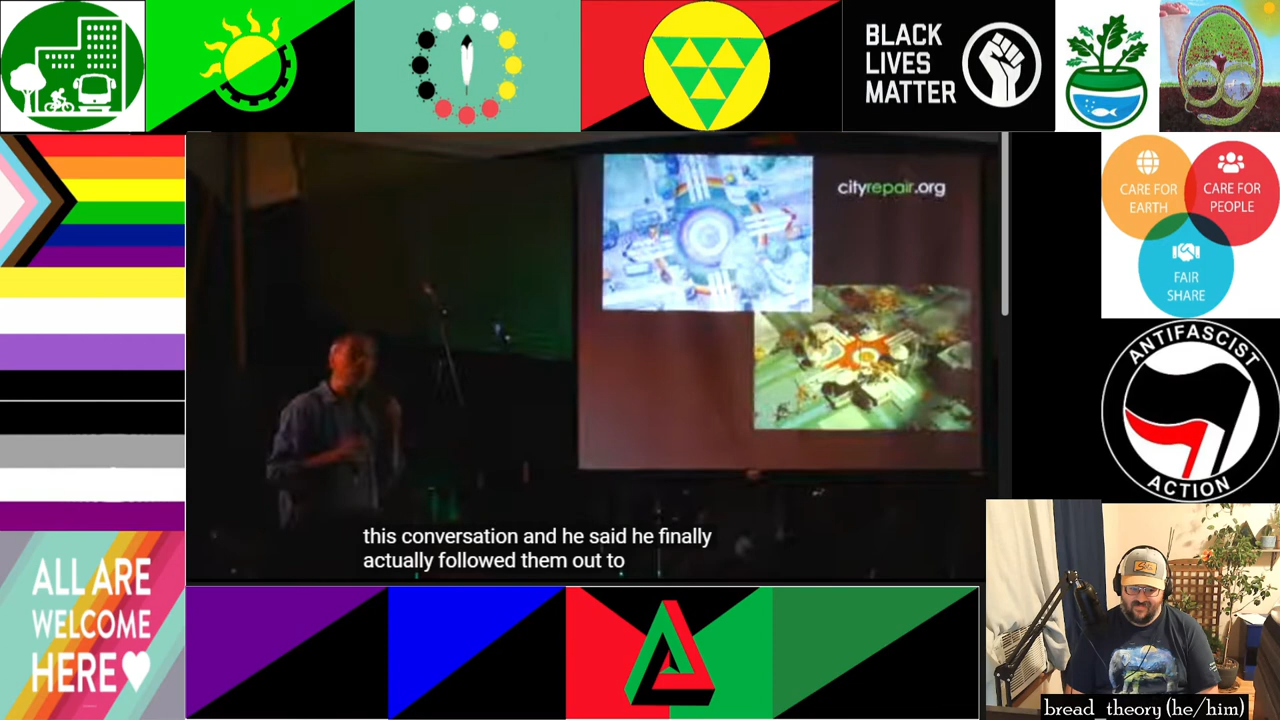 BLACK
LIVES
MATTER
cityrepair.org
CARE FOR
EARTH
CARE FOR
PEOPLE
FAIR
SHARE
ANTIFASCIST
ACTION
this conversation and he said he finally
actually followed them out to
ALL ARE
WELCOME
HERE
bread_theory (he/him)